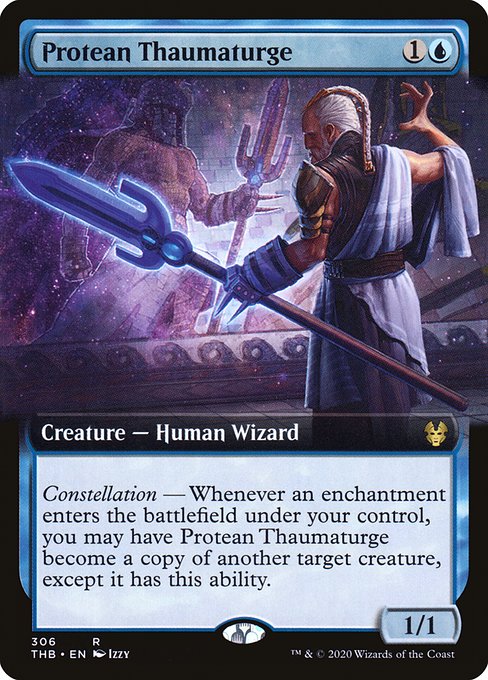 Protean Thaumaturge 1
Creature — Human Wizard
Constellation — Whenever an enchantment
enters the battlefield under your control,
you may have Protean Thaumaturge
become a copy of another target creature,
except it has this ability.
1/1
306 R
THB • EN Izzy
™ & © 2020 Wizards of the Coast